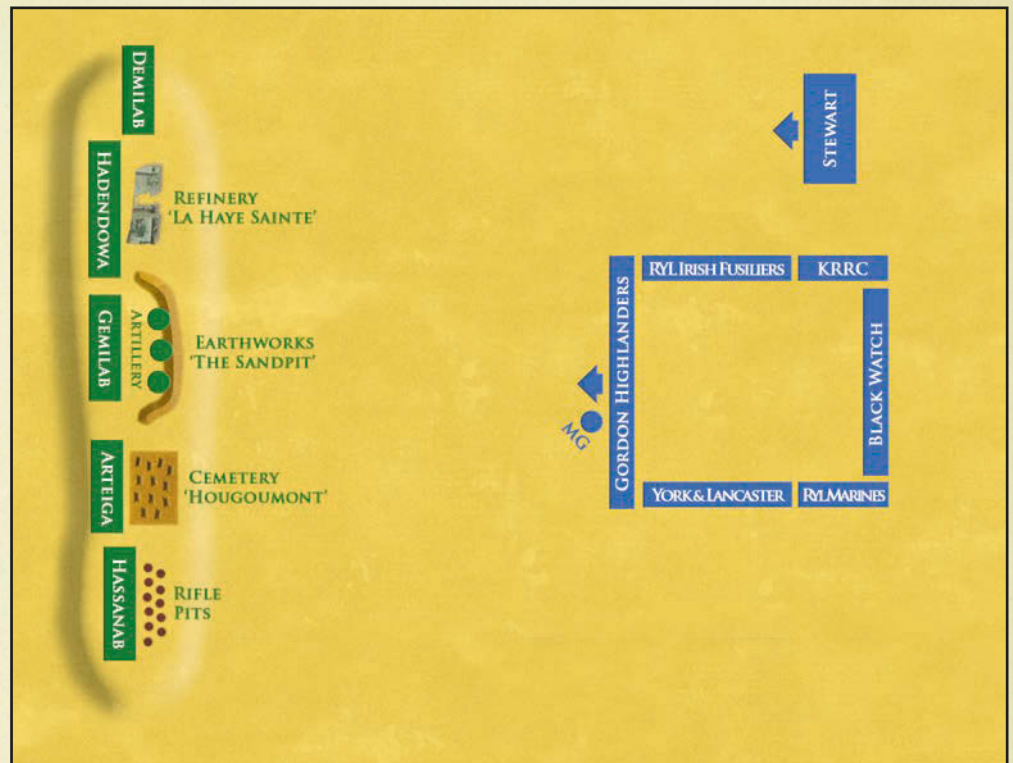 DEMILAB
HADENDOWA
REFINERY
'LA HAYE SAINTE'
GEMILAB
ARTILLERY
EARTHWORKS
'THE SANDPIT'
ARTEIGA
CEMETERY
'HOUGOUMONT'
HASSANAB
RIFLE
PITS
STEWART
RYL IRISH FUSILIERS
KRRC
GORDON HIGHLANDERS
MG
BLACK WATCH
YORK & LANCASTER
RYL MARINES